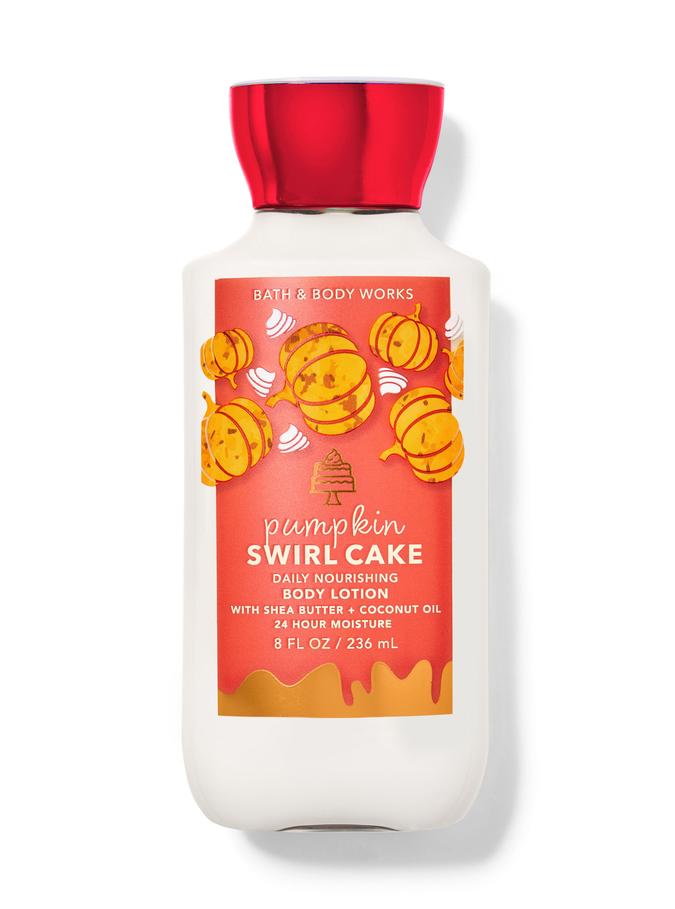 BATH & BODY WORKS
pumpkin
SWIRL CAKE
DAILY NOURISHING
BODY LOTION
WITH SHEA BUTTER + COCONUT OIL
24 HOUR MOISTURE
8 FL OZ / 236 mL